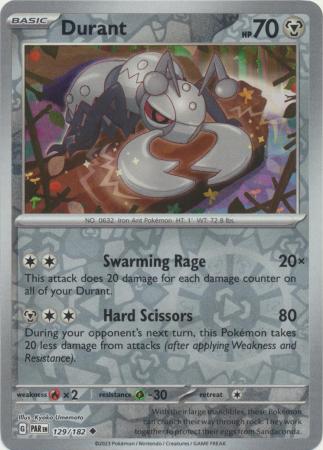 BASIC
Durant
HP 70
NO. 0632 Iron Ant Pokémon HT: 1' WT: 72.8 lbs.
Swarming Rage 20×
This attack does 20 damage for each damage counter
on all of your Durant.
Hard Scissors 80
During your opponent's next turn, this Pokémon takes
20 less damage from attacks (after applying Weakness and
Resistance).
weakness ×2 resistance -30 retreat
Illus. Kyoko Umemoto
G PAR EN 129/182
With their large mandibles, these Pokémon
can crunch their way through rock. They work
together to protect their eggs from Sandaconda.
©2023 Pokémon / Nintendo / Creatures / GAME FREAK